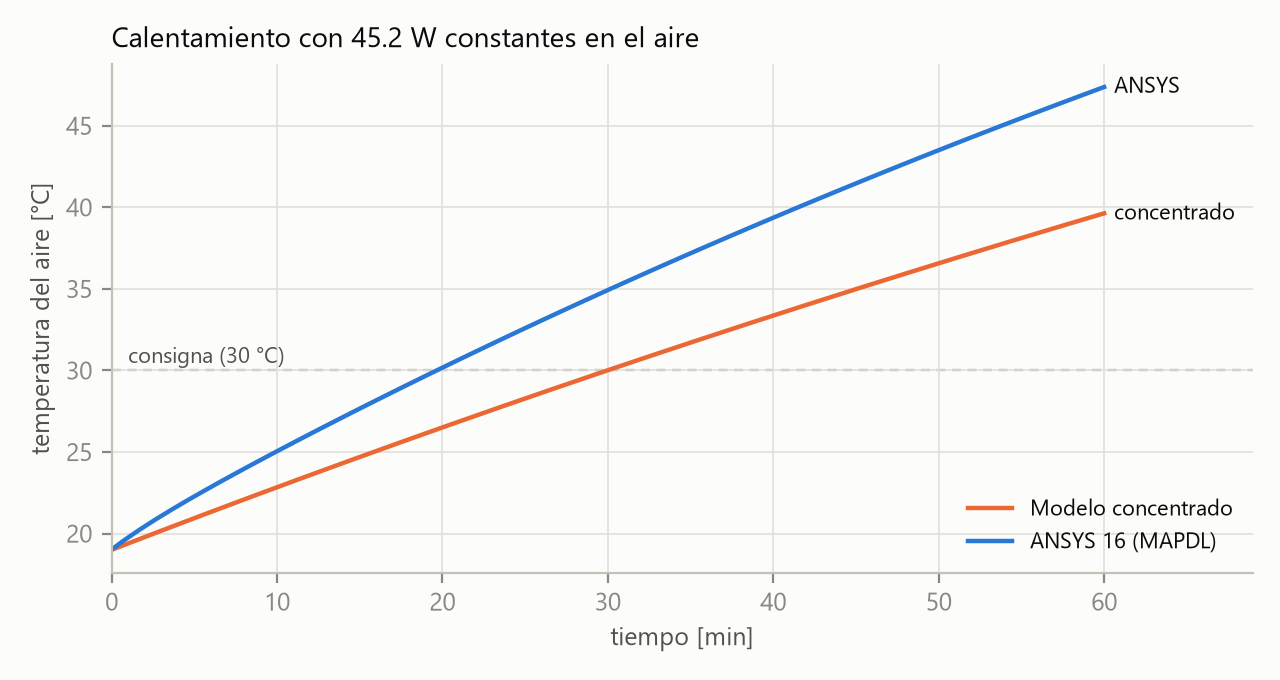 Calentamiento con 45.2 W constantes en el aire
temperatura del aire [°C]
45
40
35
30
25
20
consigna (30 °C)
ANSYS
concentrado
Modelo concentrado
ANSYS 16 (MAPDL)
0 10 20 30 40 50 60
tiempo [min]